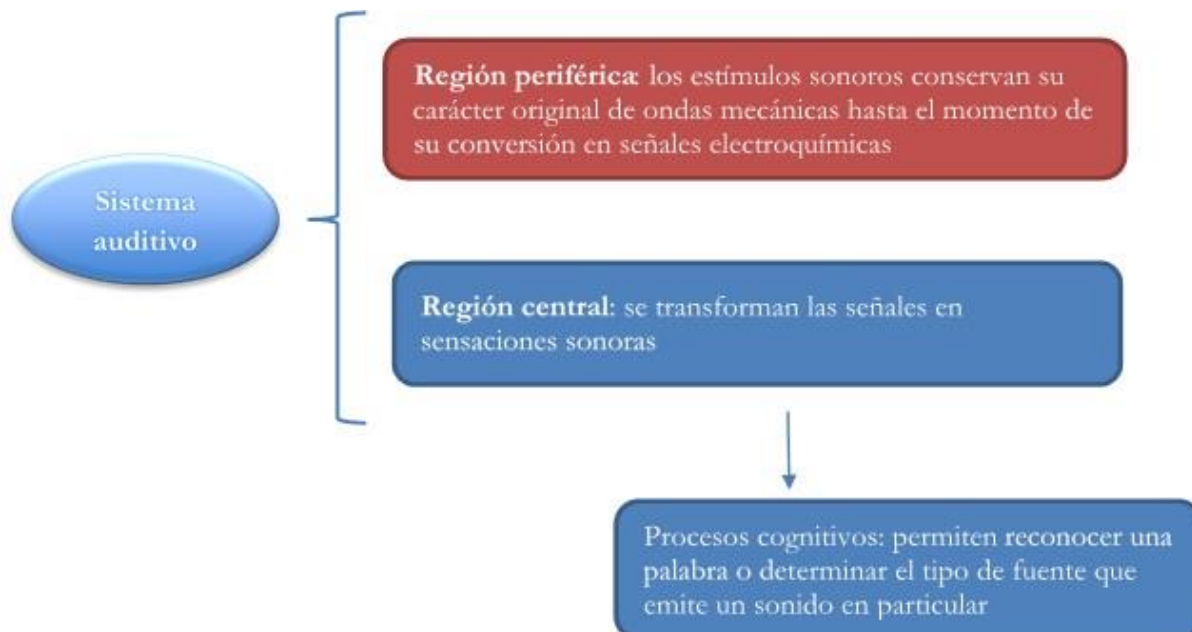 Sistema
auditivo
Región periférica: los estímulos sonoros conservan su
carácter original de ondas mecánicas hasta el momento de
su conversión en señales electroquímicas
Región central: se transforman las señales en
sensaciones sonoras
Procesos cognitivos: permiten reconocer una
palabra o determinar el tipo de fuente que
emite un sonido en particular